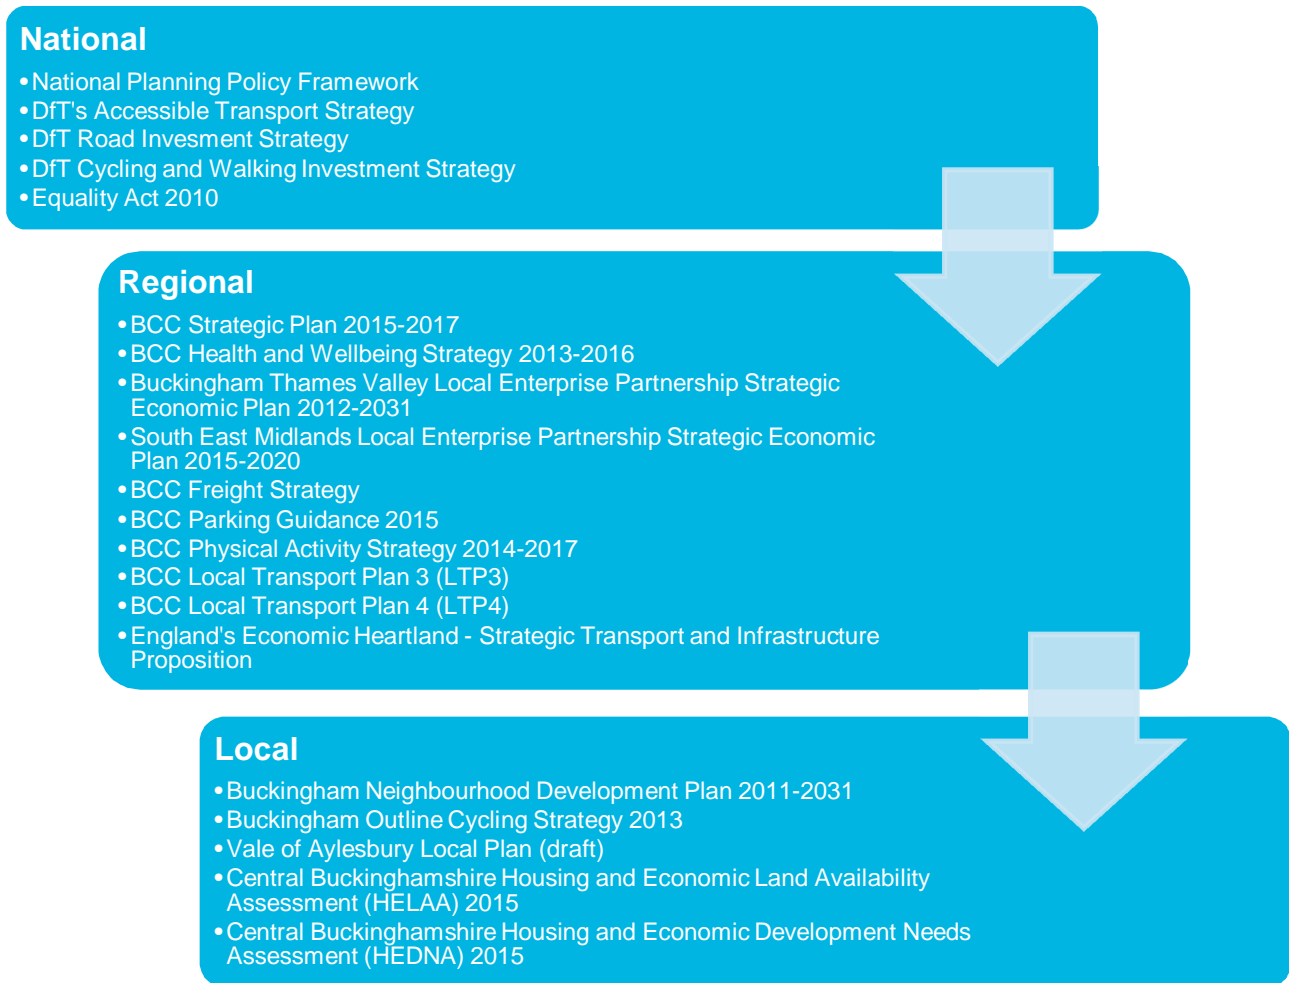 National
•National Planning Policy Framework
•DfT's Accessible Transport Strategy
•DfT Road Invesment Strategy
•DfT Cycling and Walking Investment Strategy
•Equality Act 2010
Regional
•BCC Strategic Plan 2015-2017
•BCC Health and Wellbeing Strategy 2013-2016
•Buckingham Thames Valley Local Enterprise Partnership Strategic
Economic Plan 2012-2031
•South East Midlands Local Enterprise Partnership Strategic Economic
Plan 2015-2020
•BCC Freight Strategy
•BCC Parking Guidance 2015
•BCC Physical Activity Strategy 2014-2017
•BCC Local Transport Plan 3 (LTP3)
•BCC Local Transport Plan 4 (LTP4)
•England's Economic Heartland - Strategic Transport and Infrastructure
Proposition
Local
•Buckingham Neighbourhood Development Plan 2011-2031
•Buckingham Outline Cycling Strategy 2013
•Vale of Aylesbury Local Plan (draft)
•Central Buckinghamshire Housing and Economic Land Availability
Assessment (HELAA) 2015
•Central Buckinghamshire Housing and Economic Development Needs
Assessment (HEDNA) 2015